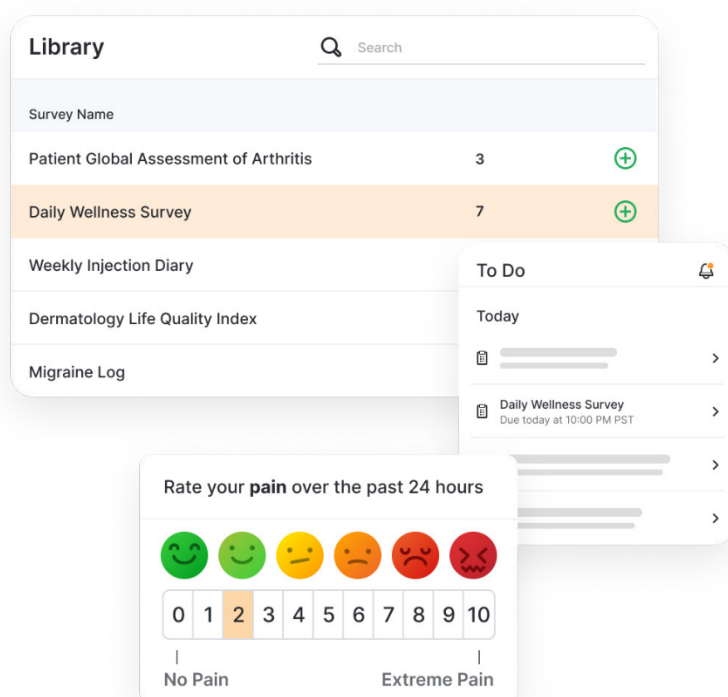 Library
Search
Survey Name
Patient Global Assessment of Arthritis 3
Daily Wellness Survey 7
Weekly Injection Diary
Dermatology Life Quality Index
Migraine Log
To Do
Today
Daily Wellness Survey
Due today at 10:00 PM PST
Rate your pain over the past 24 hours
0 1 2 3 4 5 6 7 8 9 10
No Pain Extreme Pain